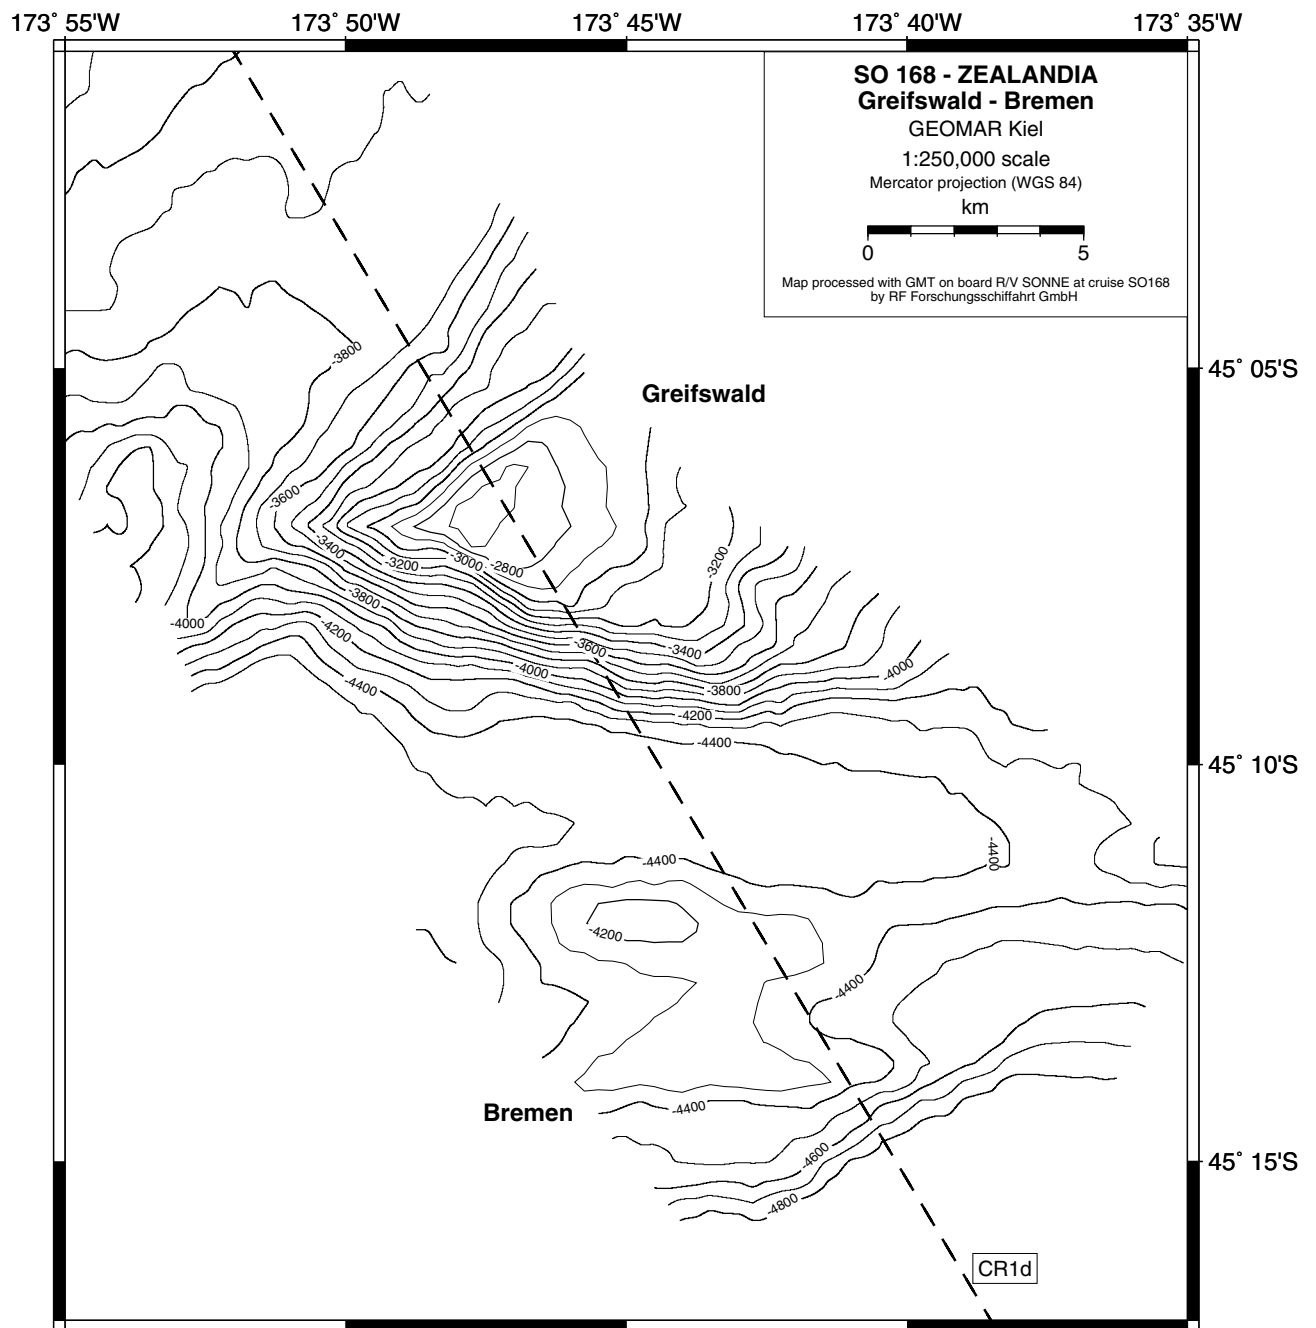 173° 55'W
173° 50'W
173° 45'W
173° 40'W
173° 35'W
SO 168 - ZEALANDIA
Greifswald - Bremen
GEOMAR Kiel
1:250,000 scale
Mercator projection (WGS 84)
km
0
5
Map processed with GMT on board R/V SONNE at cruise SO168
by RF Forschungsschiffahrt GmbH
-3800
45° 05'S
Greifswald
-3600
-3400
-3200
-3000
-2800
-3200
-3800
-4000
-4200
-3600
-3400
-4000
-4000
-4400
-3800
-4200
-4400
45° 10'S
-4400
-4400
-4200
-4400
Bremen
-4400
-4600
45° 15'S
-4800
CR1d